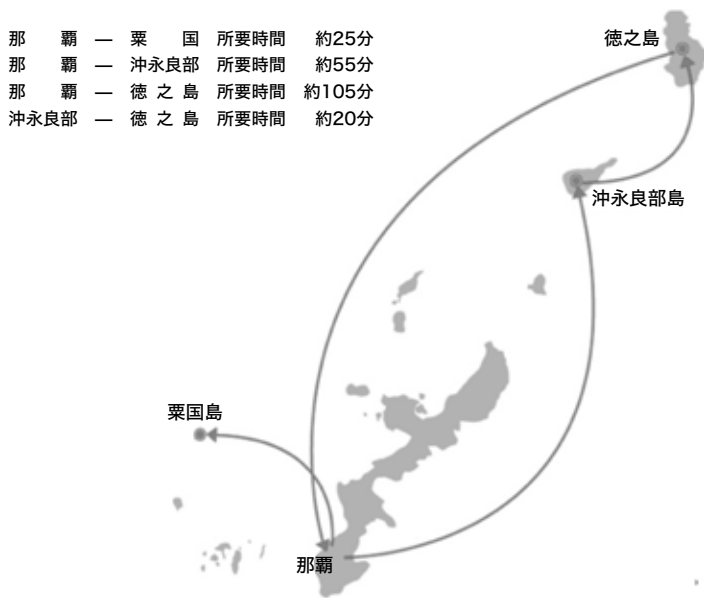 那覇 ― 粟国 所要時間 約25分
那覇 ― 沖永良部 所要時間 約55分
那覇 ― 徳之島 所要時間 約105分
沖永良部 ― 徳之島 所要時間 約20分
徳之島
沖永良部島
粟国島
那覇